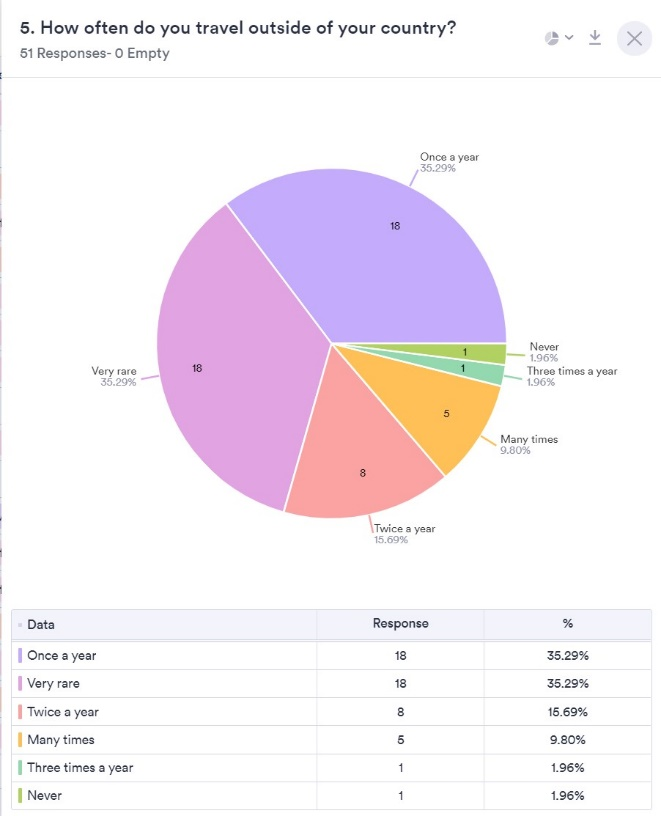 5. How often do you travel outside of your country?
51 Responses- 0 Empty
Once a year
35.29%
18
Never
1.96%
1
Three times a year
1.96%
1
Very rare
35.29%
18
Many times
9.80%
5
8
Twice a year
15.69%
Data Response %
Once a year 18 35.29%
Very rare 18 35.29%
Twice a year 8 15.69%
Many times 5 9.80%
Three times a year 1 1.96%
Never 1 1.96%